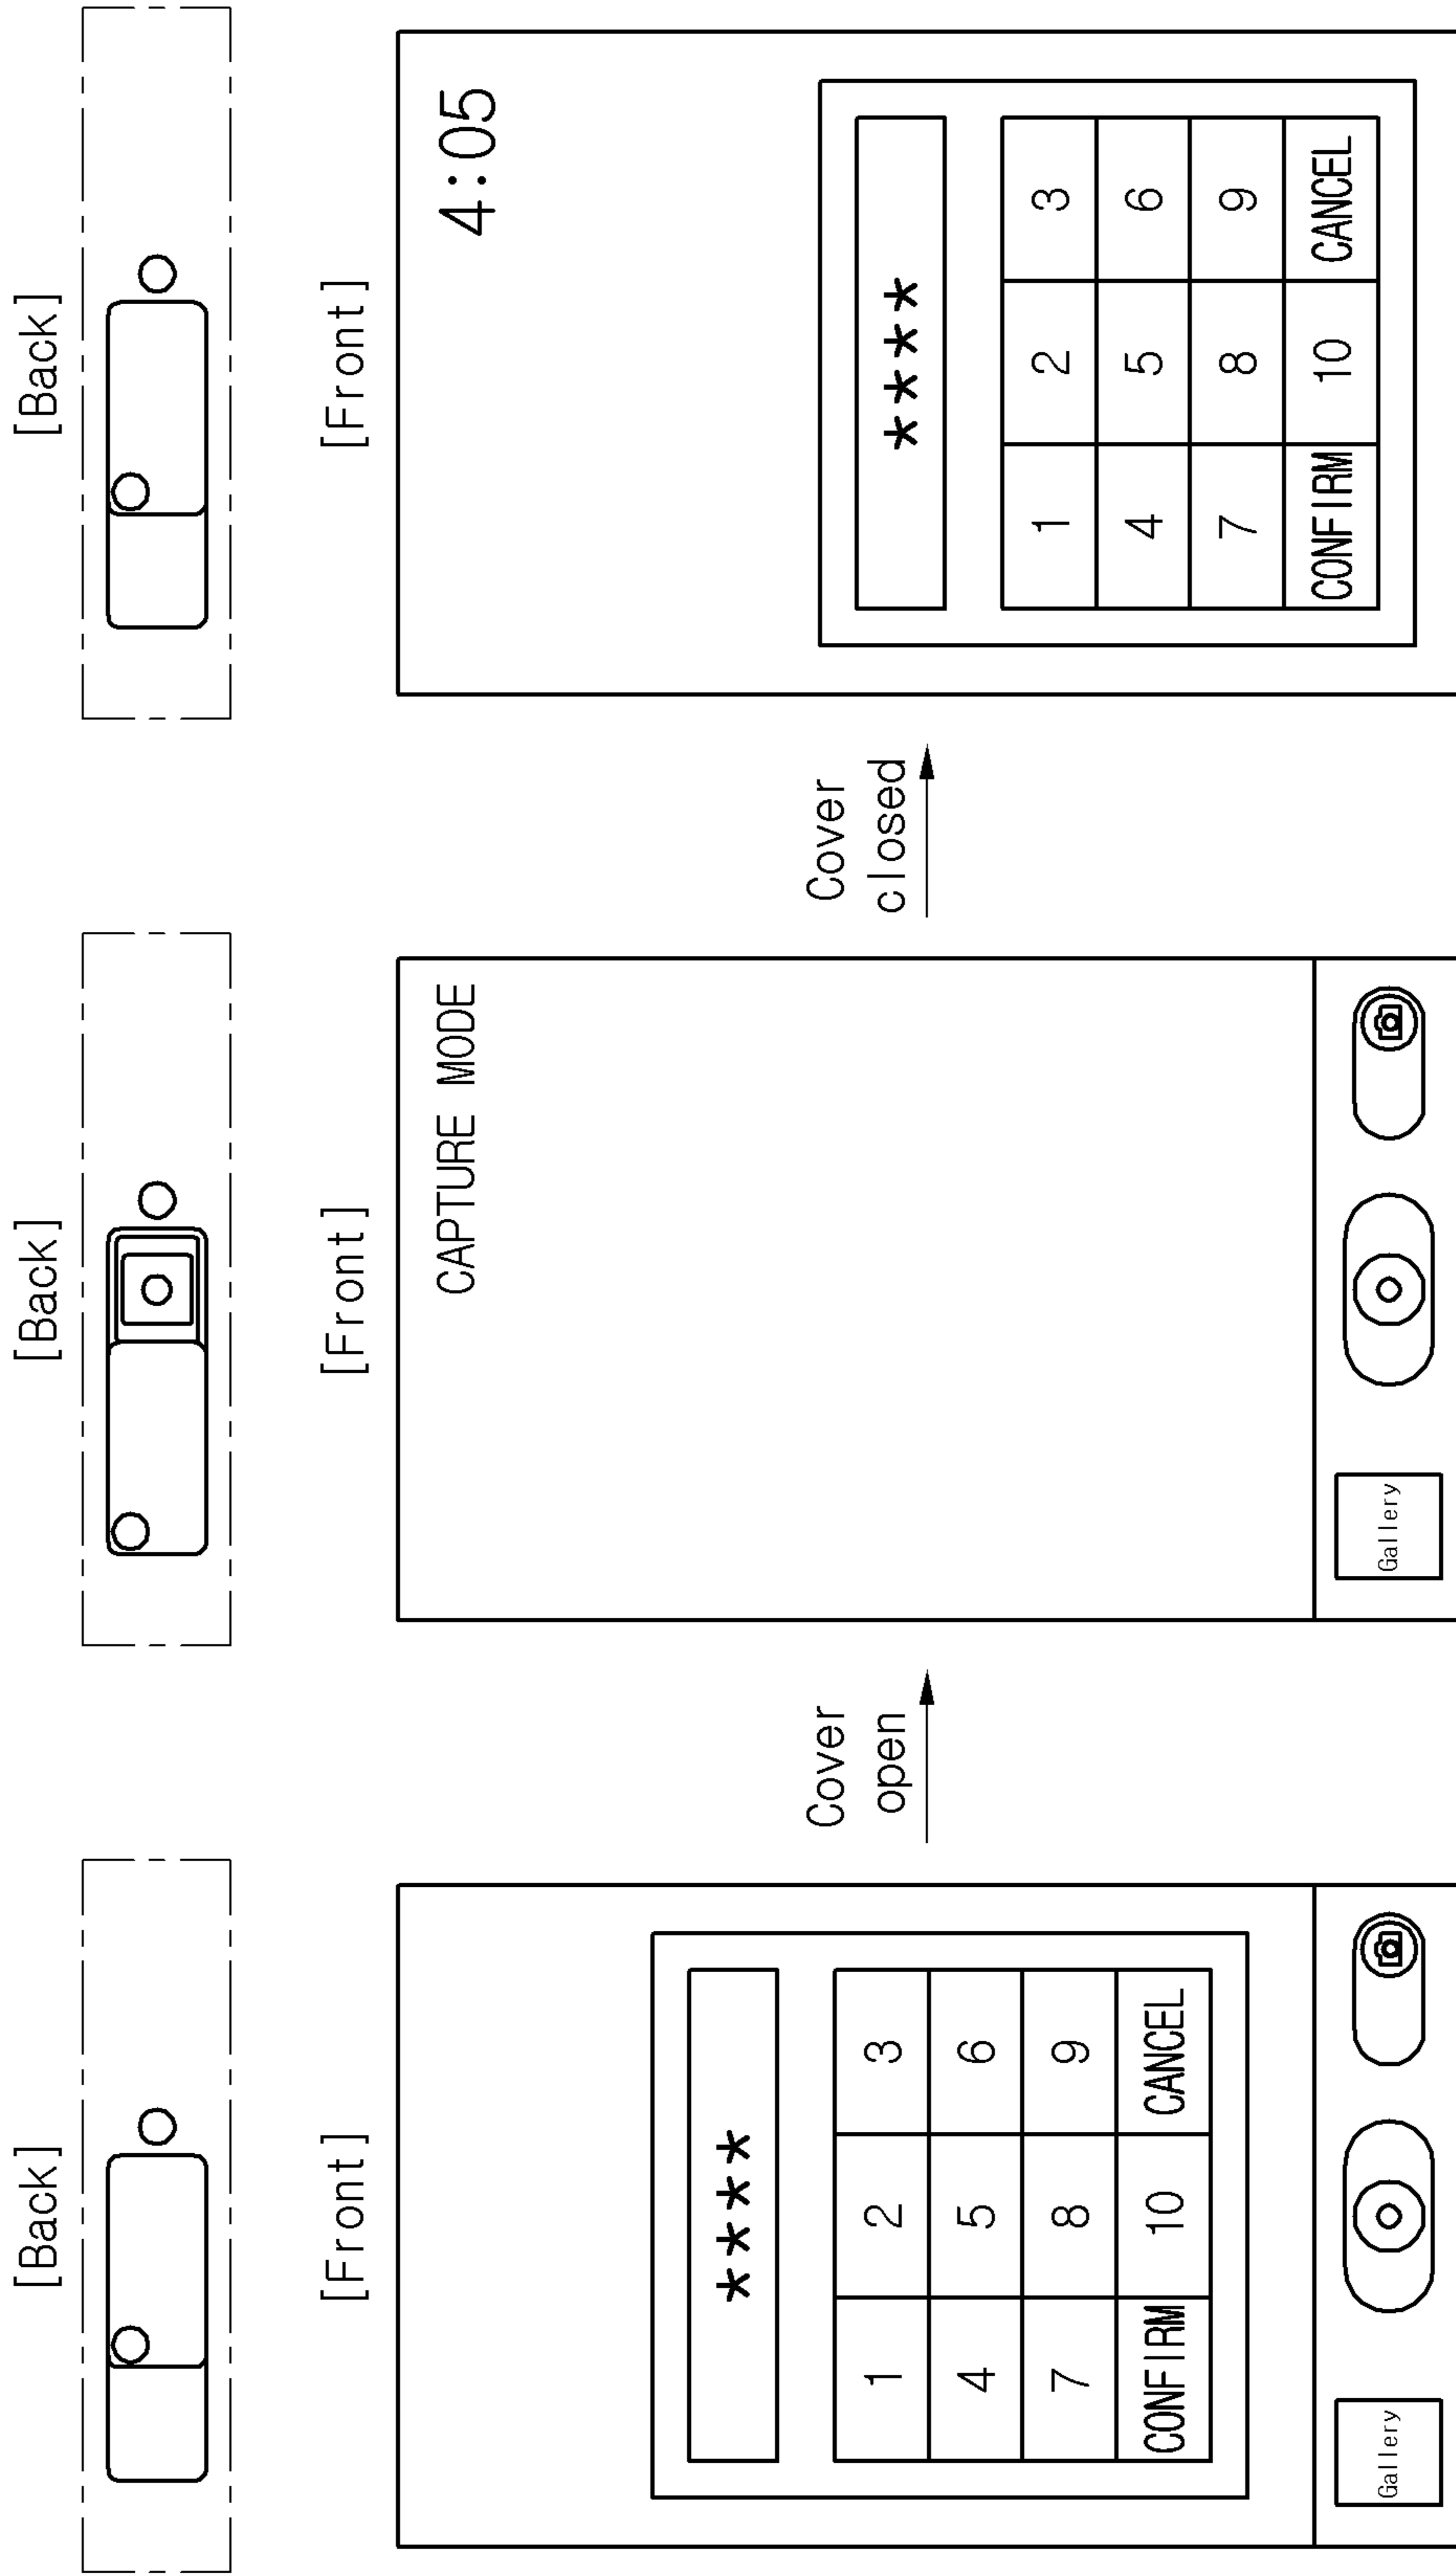 [Back]
[Front]
****
1 2 3
4 5 6
7 8 9
CONFIRM 10 CANCEL
Gallery
Cover
open
[Back]
[Front]
CAPTURE MODE
Gallery
Cover
closed
[Back]
[Front]
4:05
****
1 2 3
4 5 6
7 8 9
CONFIRM 10 CANCEL